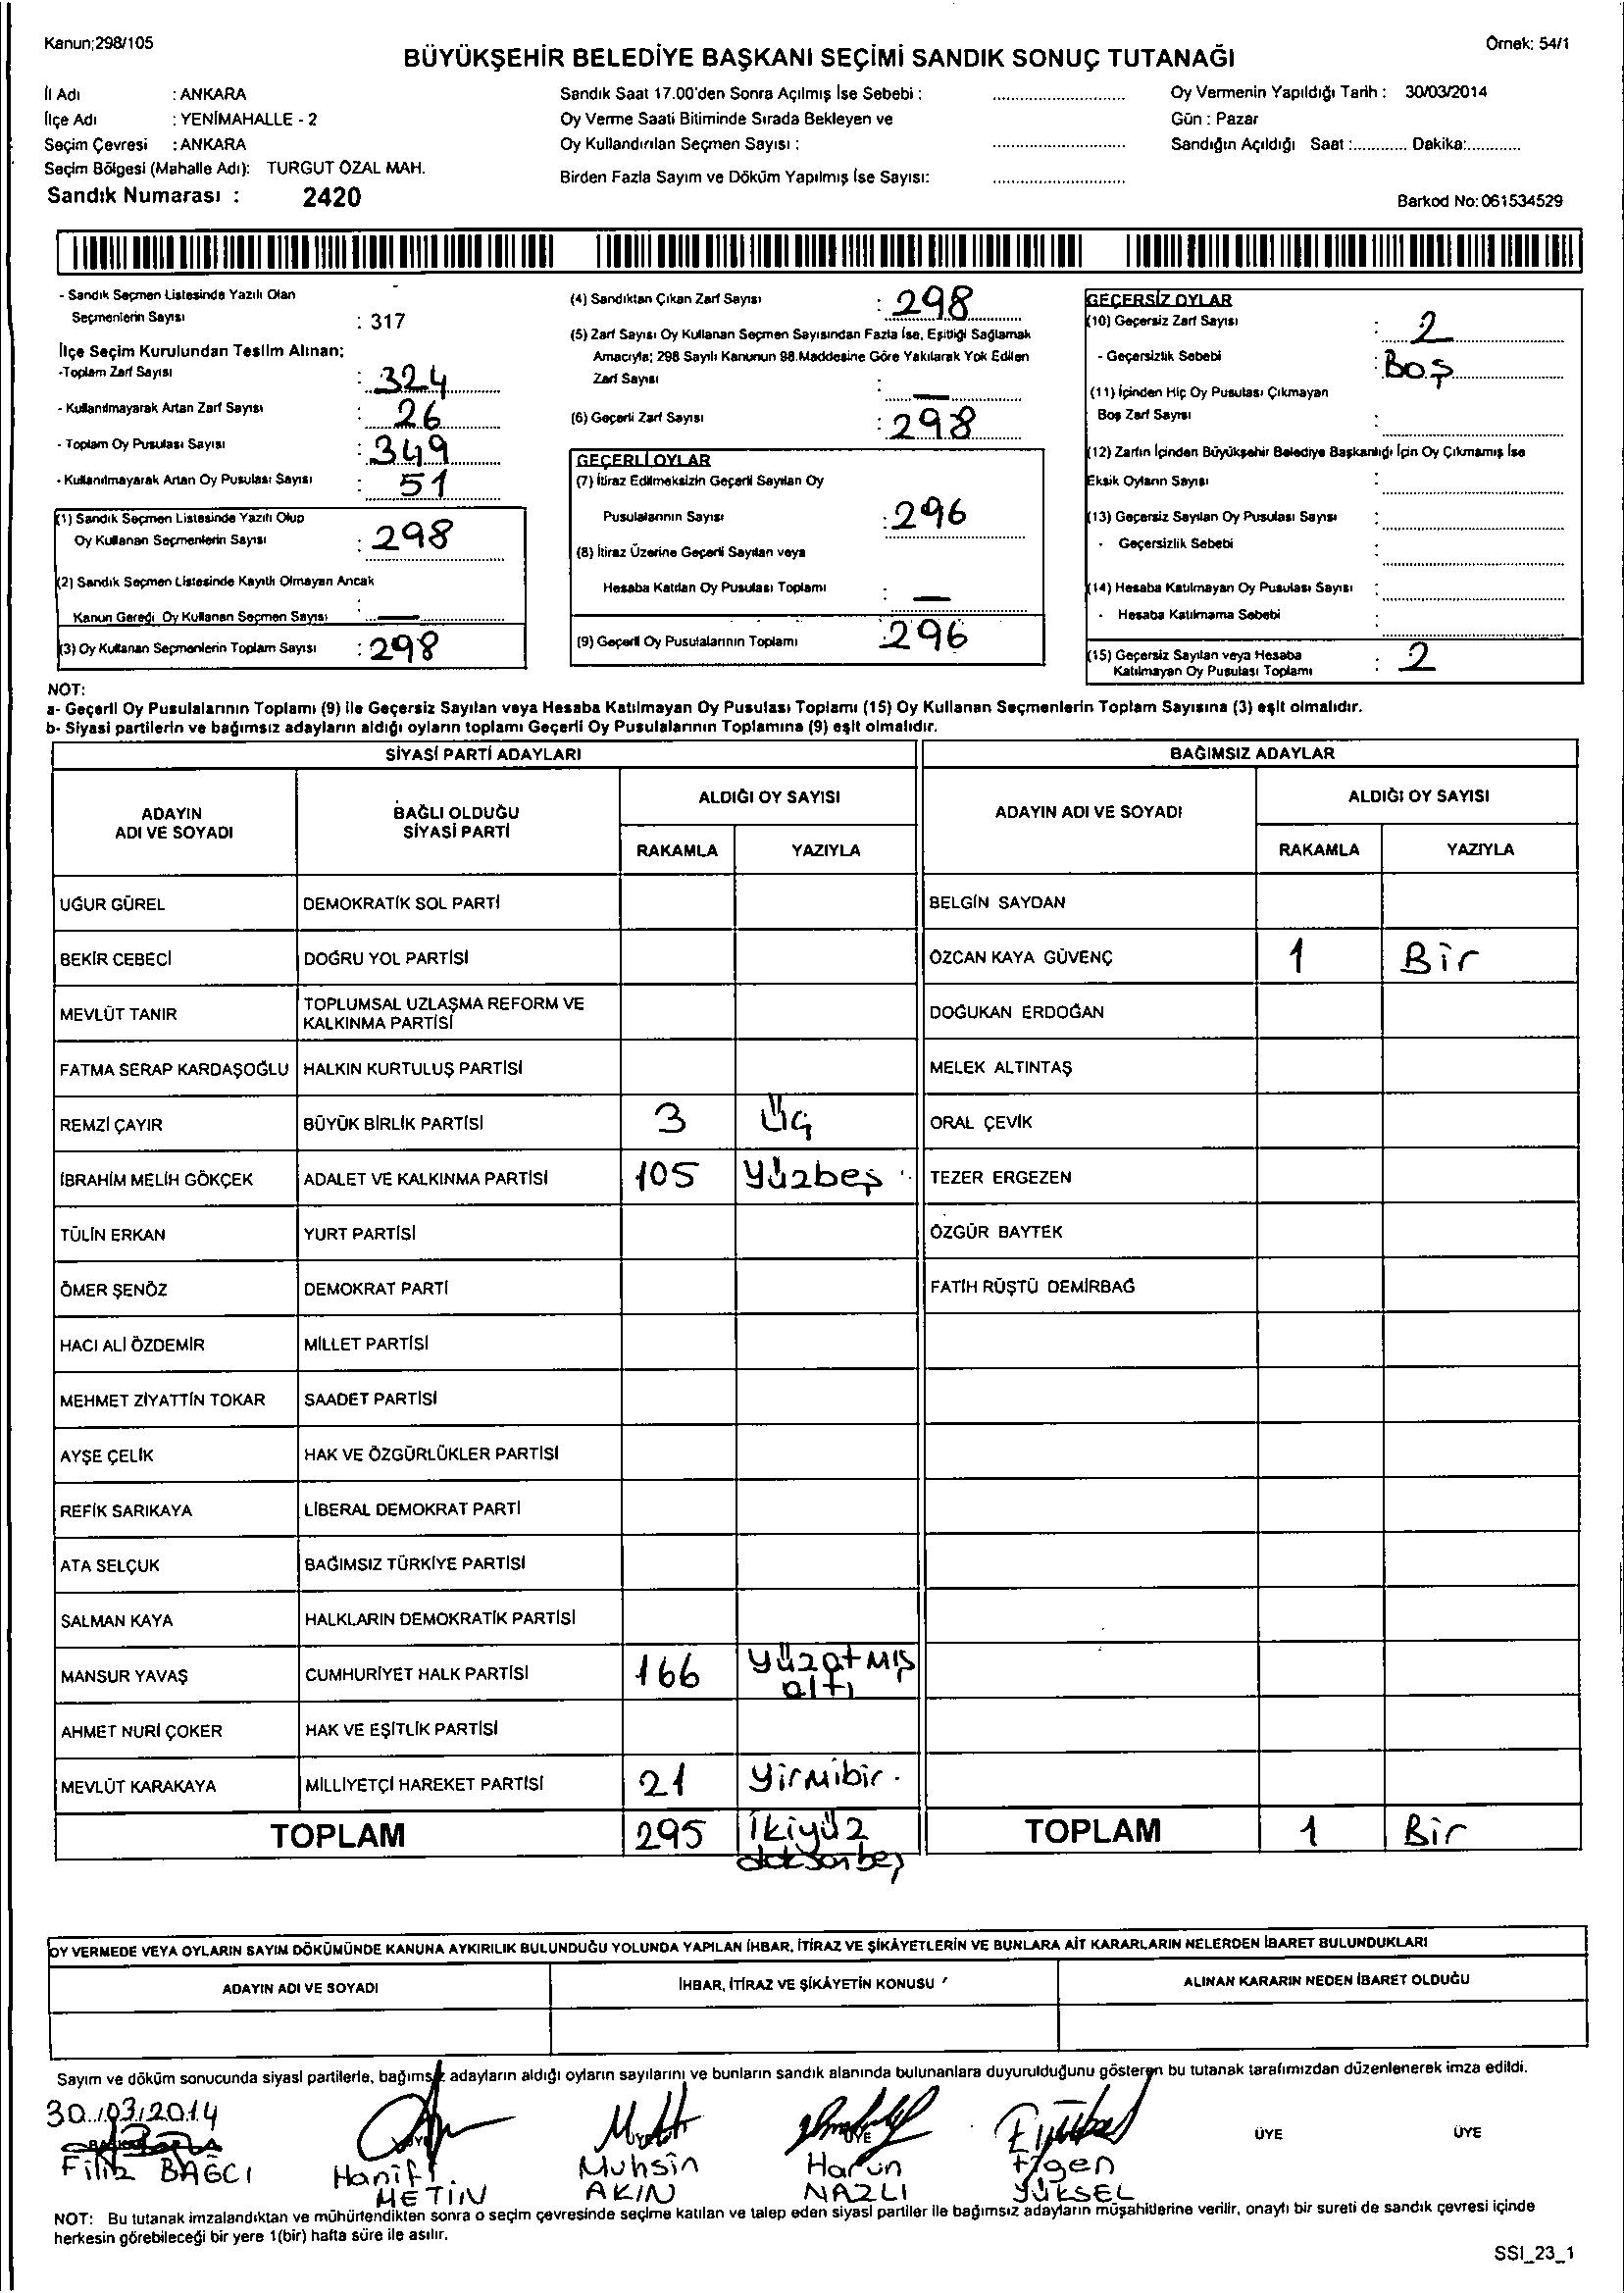 Kanun;298/105
Örnek: 54/1
BÜYÜKŞEHİR BELEDİYE BAŞKANI SEÇİMİ SANDIK SONUÇ TUTANAĞI
İl Adı : ANKARA
İlçe Adı : YENİMAHALLE - 2
Seçim Çevresi : ANKARA
Seçim Bölgesi (Mahalle Adı): TURGUT ÖZAL MAH.
Sandık Numarası : 2420
Sandık Saat 17.00'den Sonra Açılmış İse Sebebi :
Oy Verme Saati Bitiminde Sırada Bekleyen ve
Oy Kullandırılan Seçmen Sayısı :
Birden Fazla Sayım ve Döküm Yapılmış İse Sayısı:
Oy Vermenin Yapıldığı Tarih : 30/03/2014
Gün : Pazar
Sandığın Açıldığı Saat :............ Dakika:............
Barkod No: 061534529
- Sandık Seçmen Listesinde Yazılı Olan
Seçmenlerin Sayısı : 317
İlçe Seçim Kurulundan Teslim Alınan;
-Toplam Zarf Sayısı : 324
- Kullanılmayarak Artan Zarf Sayısı : 26
- Toplam Oy Pusulası Sayısı : 349
- Kullanılmayarak Artan Oy Pusulası Sayısı : 51
(1) Sandık Seçmen Listesinde Yazılı Olup
Oy Kullanan Seçmenlerin Sayısı : 298
(2) Sandık Seçmen Listesinde Kayıtlı Olmayan Ancak
Kanun Gereği Oy Kullanan Seçmen Sayısı : —
(3) Oy Kullanan Seçmenlerin Toplam Sayısı : 298
(4) Sandıktan Çıkan Zarf Sayısı : 298
(5) Zarf Sayısı Oy Kullanan Seçmen Sayısından Fazla İse, Eşitliği Sağlamak
Amacıyla; 298 Sayılı Kanunun 98.Maddesine Göre Yakılarak Yok Edilen
Zarf Sayısı : —
(6) Geçerli Zarf Sayısı : 298
GEÇERLİ OYLAR
(7) İtiraz Edilmeksizin Geçerli Sayılan Oy
Pusulalarının Sayısı : 296
(8) İtiraz Üzerine Geçerli Sayılan veya
Hesaba Katılan Oy Pusulası Toplamı : —
(9) Geçerli Oy Pusulalarının Toplamı : 296
GEÇERSİZ OYLAR
(10) Geçersiz Zarf Sayısı : 2
- Geçersizlik Sebebi : Boş
(11) İçinden Hiç Oy Pusulası Çıkmayan
Boş Zarf Sayısı :
(12) Zarfın İçinden Büyükşehir Belediye Başkanlığı İçin Oy Çıkmamış İse
Eksik Oyların Sayısı :
(13) Geçersiz Sayılan Oy Pusulası Sayısı :
- Geçersizlik Sebebi :
(14) Hesaba Katılmayan Oy Pusulası Sayısı :
- Hesaba Katılmama Sebebi :
(15) Geçersiz Sayılan veya Hesaba
Katılmayan Oy Pusulası Toplamı : 2
NOT:
a- Geçerli Oy Pusulalarının Toplamı (9) ile Geçersiz Sayılan veya Hesaba Katılmayan Oy Pusulası Toplamı (15) Oy Kullanan Seçmenlerin Toplam Sayısına (3) eşit olmalıdır.
b- Siyasi partilerin ve bağımsız adayların aldığı oyların toplamı Geçerli Oy Pusulalarının Toplamına (9) eşit olmalıdır.
SİYASİ PARTİ ADAYLARI
BAĞIMSIZ ADAYLAR
ADAYIN
ADI VE SOYADI
BAĞLI OLDUĞU
SİYASİ PARTİ
ALDIĞI OY SAYISI
RAKAMLA YAZIYLA
ADAYIN ADI VE SOYADI
ALDIĞI OY SAYISI
RAKAMLA YAZIYLA
UĞUR GÜREL DEMOKRATİK SOL PARTİ BELGİN SAYDAN
BEKİR CEBECİ DOĞRU YOL PARTİSİ ÖZCAN KAYA GÜVENÇ 1 Bir
MEVLÜT TANIR TOPLUMSAL UZLAŞMA REFORM VE
KALKINMA PARTİSİ DOĞUKAN ERDOĞAN
FATMA SERAP KARDAŞOĞLU HALKIN KURTULUŞ PARTİSİ MELEK ALTINTAŞ
REMZİ ÇAYIR BÜYÜK BİRLİK PARTİSİ 3 Üç ORAL ÇEVİK
İBRAHİM MELİH GÖKÇEK ADALET VE KALKINMA PARTİSİ 105 Yüzbeş TEZER ERGEZEN
TÜLİN ERKAN YURT PARTİSİ ÖZGÜR BAYTEK
ÖMER ŞENÖZ DEMOKRAT PARTİ FATİH RÜŞTÜ DEMİRBAĞ
HACI ALİ ÖZDEMİR MİLLET PARTİSİ
MEHMET ZİYATTİN TOKAR SAADET PARTİSİ
AYŞE ÇELİK HAK VE ÖZGÜRLÜKLER PARTİSİ
REFİK SARIKAYA LİBERAL DEMOKRAT PARTİ
ATA SELÇUK BAĞIMSIZ TÜRKİYE PARTİSİ
SALMAN KAYA HALKLARIN DEMOKRATİK PARTİSİ
MANSUR YAVAŞ CUMHURİYET HALK PARTİSİ 166 Yüzatmış
altı
AHMET NURİ ÇOKER HAK VE EŞİTLİK PARTİSİ
MEVLÜT KARAKAYA MİLLİYETÇİ HAREKET PARTİSİ 21 Yirmibir
TOPLAM 295 İkiyüz
doksanbeş
TOPLAM 1 Bir
OY VERMEDE VEYA OYLARIN SAYIM DÖKÜMÜNDE KANUNA AYKIRILIK BULUNDUĞU YOLUNDA YAPILAN İHBAR, İTİRAZ VE ŞİKÂYETLERİN VE BUNLARA AİT KARARLARIN NELERDEN İBARET BULUNDUKLARI
ADAYIN ADI VE SOYADI İHBAR, İTİRAZ VE ŞİKÂYETİN KONUSU ALINAN KARARIN NEDEN İBARET OLDUĞU
Sayım ve döküm sonucunda siyasi partilerle, bağımsız adayların aldığı oyların sayılarını ve bunların sandık alanında bulunanlara duyurulduğunu gösteren bu tutanak tarafımızdan düzenlenerek imza edildi.
30/03/2014
ÜYE ÜYE ÜYE ÜYE
Filiz BAĞCI
Hanifi
METİN
Muhsin
AKIN
Harun
NAZLI
YÜKSEL
NOT: Bu tutanak imzalandıktan ve mühürlendikten sonra o seçim çevresinde seçime katılan ve talep eden siyasi partiler ile bağımsız adayların müşahitlerine verilir, onaylı bir sureti de sandık çevresi içinde
herkesin görebileceği bir yere 1(bir) hafta süre ile asılır.
SSI_23_1